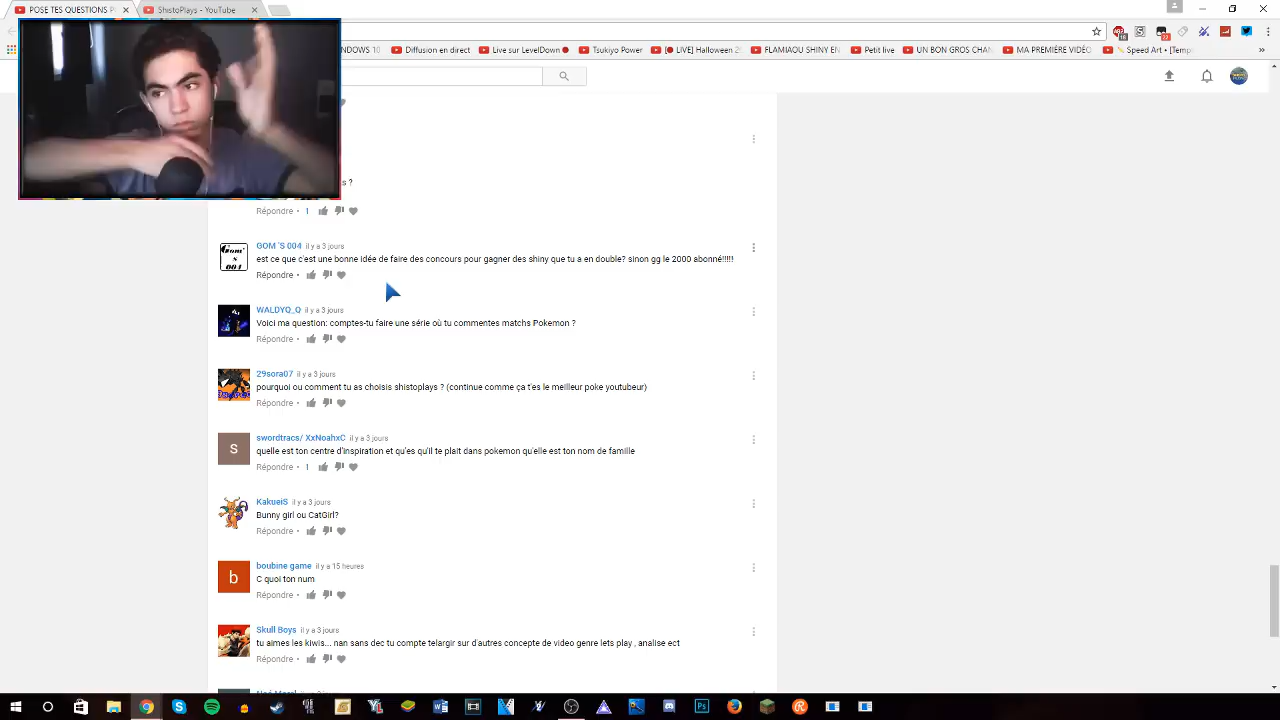 POSE TES QUESTIONS P
ShistoPlays - YouTube
NDOWS 10
Diffusion en direct
Live sur LevelDown
Tsukiyo Power
[LIVE] Hardcore 2
Petit live
UN BON GROS CHAN
MA PREMIÈRE VIDÉO
Speed Art • [Temp
s ?
Répondre • 1
GOM 'S 004 il y a 3 jours
est ce que c'est une bonne idée de faire des concours pour gagner des shiny que tu a en double? sinon gg le 2000 abonné!!!!!
Répondre •
WALDYQ_Q il y a 3 jours
Voici ma question: comptes-tu faire une série où tu commentes matchs Pokemon ?
Répondre •
29sora07 il y a 3 jours
pourquoi ou comment tu as choisis shistoplays ? (continue comme ça t'es le meilleur poke youtubeur)
Répondre •
s
swordtracs/ XxNoahxC il y a 3 jours
quelle est ton centre d'inspiration et qu'es qu'il te plait dans pokemon qu'elle est ton nom de famille
Répondre • 1
KakueiS il y a 3 jours
Bunny girl ou CatGirl?
Répondre •
b
boubine game il y a 15 heures
C quoi ton num
Répondre •
Skull Boys il y a 3 jours
tu aimes les kiwis... nan sans dec tu compte telargir sur d'autres concepte de video genre lets play , analise ect
Répondre •